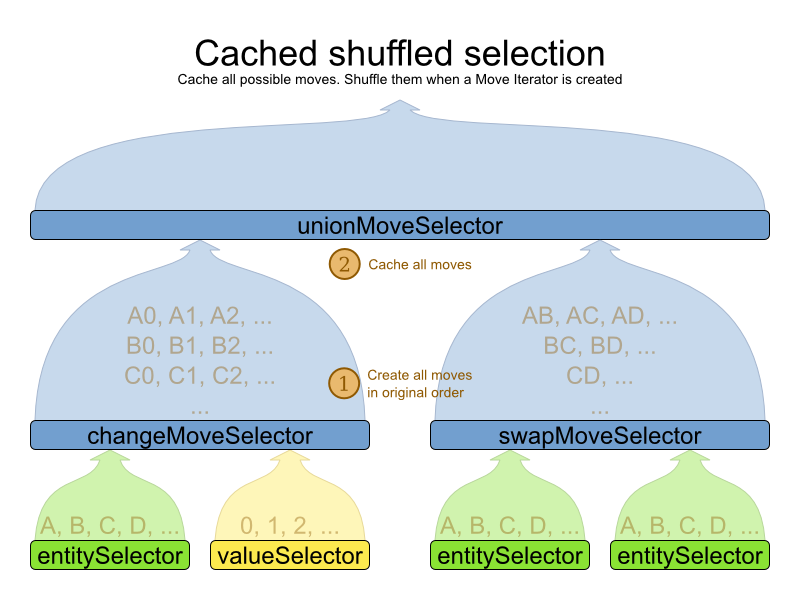 Cached shuffled selection
Cache all possible moves. Shuffle them when a Move Iterator is created
unionMoveSelector
2 Cache all moves
A0, A1, A2, ...
B0, B1, B2, ...
C0, C1, C2, ...
...
AB, AC, AD, ...
BC, BD, ...
CD, ...
...
1 Create all moves
in original order
changeMoveSelector
swapMoveSelector
A, B, C, D, ...
0, 1, 2, ...
A, B, C, D, ...
A, B, C, D, ...
entitySelector
valueSelector
entitySelector
entitySelector